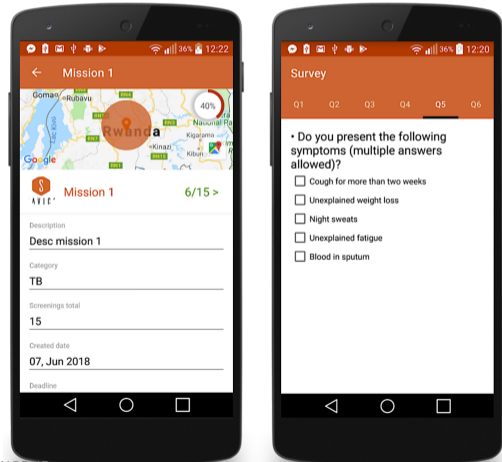 36% 12:22
Mission 1
Goma
Rubavu
40%
Rwanda
Kigarama
Kinazi
Kibun
Google
AVIC
Mission 1
6/15 >
Description
Desc mission 1
Category
TB
Screenings total
15
Created date
07, Jun 2018
Deadline
36% 12:20
Survey
Q1 Q2 Q3 Q4 Q5 Q6
• Do you present the following
symptoms (multiple answers
allowed)?
Cough for more than two weeks
Unexplained weight loss
Night sweats
Unexplained fatigue
Blood in sputum